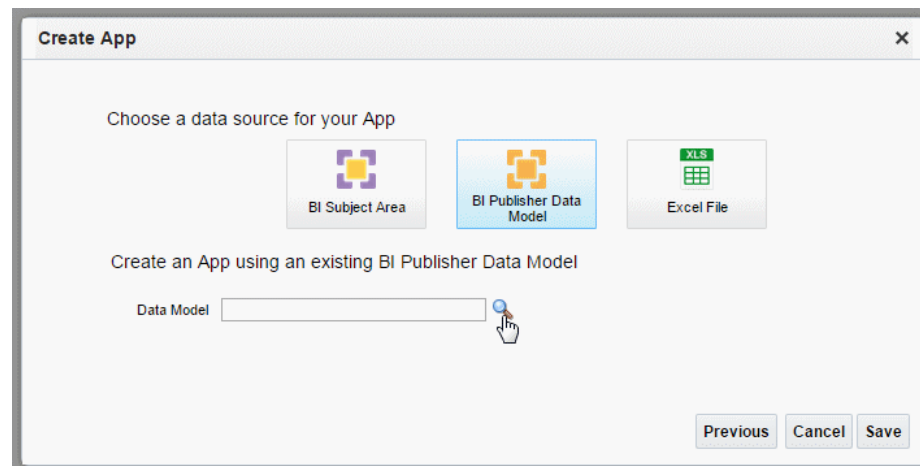 Create App
Choose a data source for your App
BI Subject Area
BI Publisher Data
Model
XLS
Excel File
Create an App using an existing BI Publisher Data Model
Data Model
Previous Cancel Save